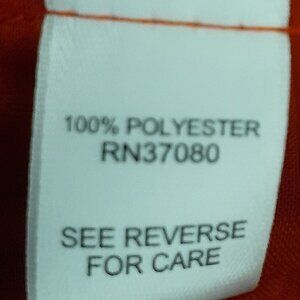 100% POLYESTER
RN37080
SEE REVERSE
FOR CARE